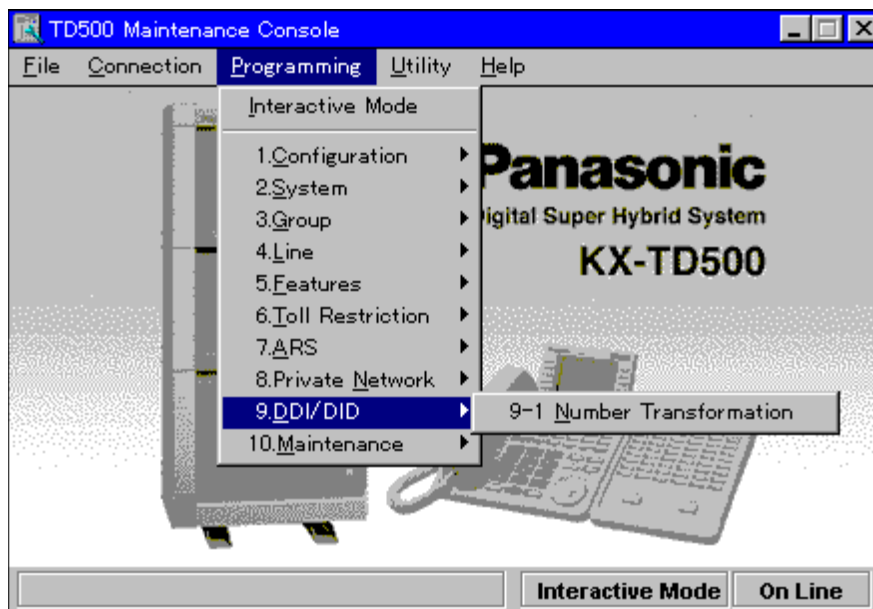 TD500 Maintenance Console
File Connection Programming Utility Help
Interactive Mode
1.Configuration
2.System
3.Group
4.Line
5.Features
6.Toll Restriction
7.ARS
8.Private Network
9.DDI/DID
10.Maintenance
9-1 Number Transformation
Panasonic
Digital Super Hybrid System
KX-TD500
Interactive Mode On Line